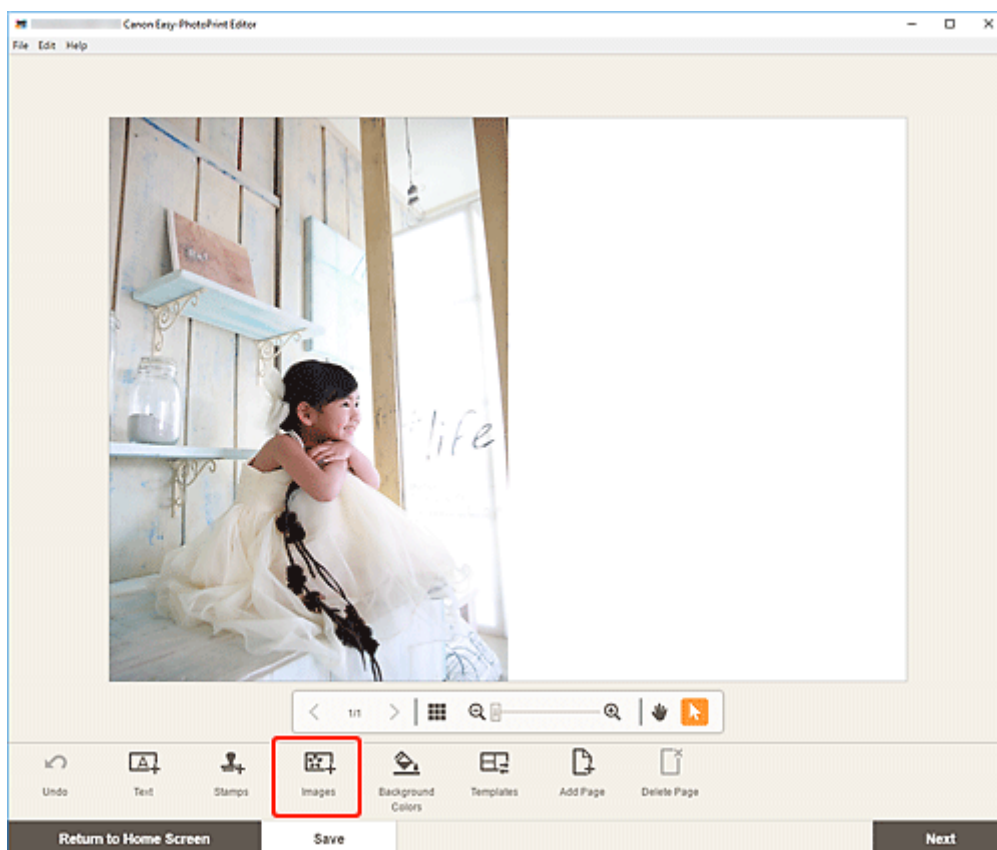 Canon Easy-PhotoPrint Editor
File Edit Help
life
1/1
Undo
Text
Stamps
Images
Background
Colors
Templates
Add Page
Delete Page
Return to Home Screen
Save
Next